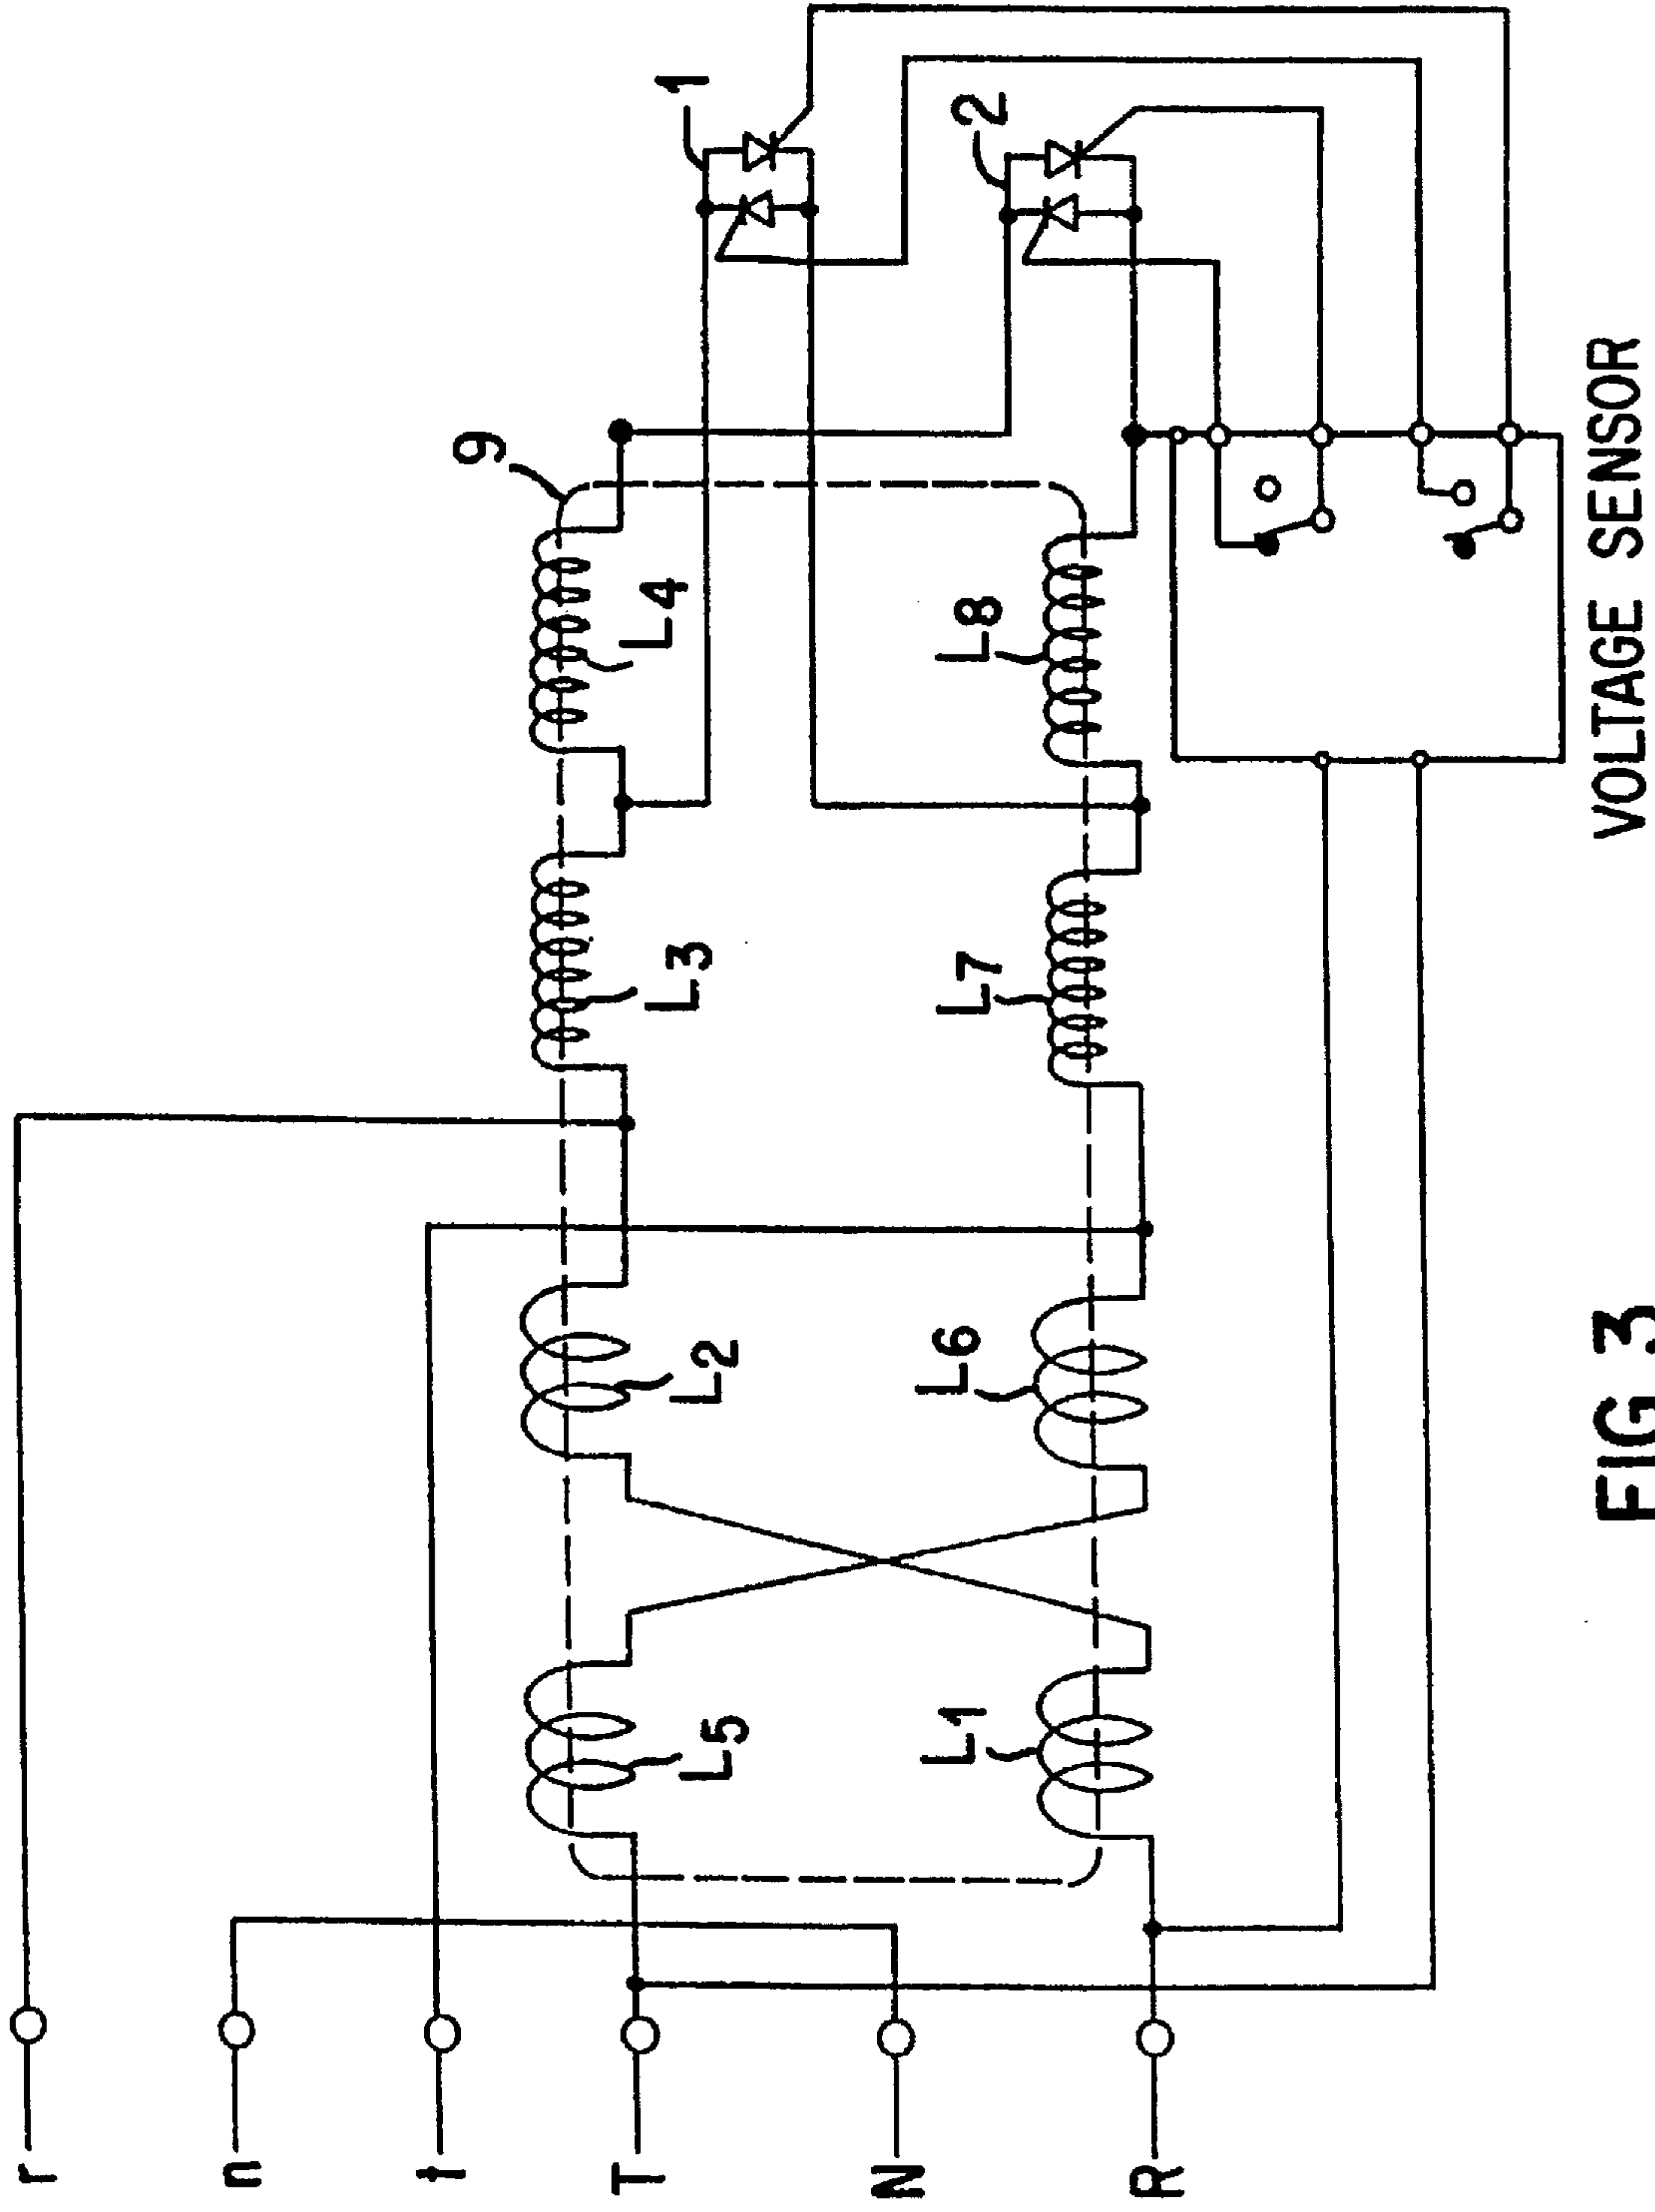 r
n
t
T
N
R
L5
L2
L3
L4
9
1
L1
L6
L7
L8
2
VOLTAGE SENSOR
FIG 3